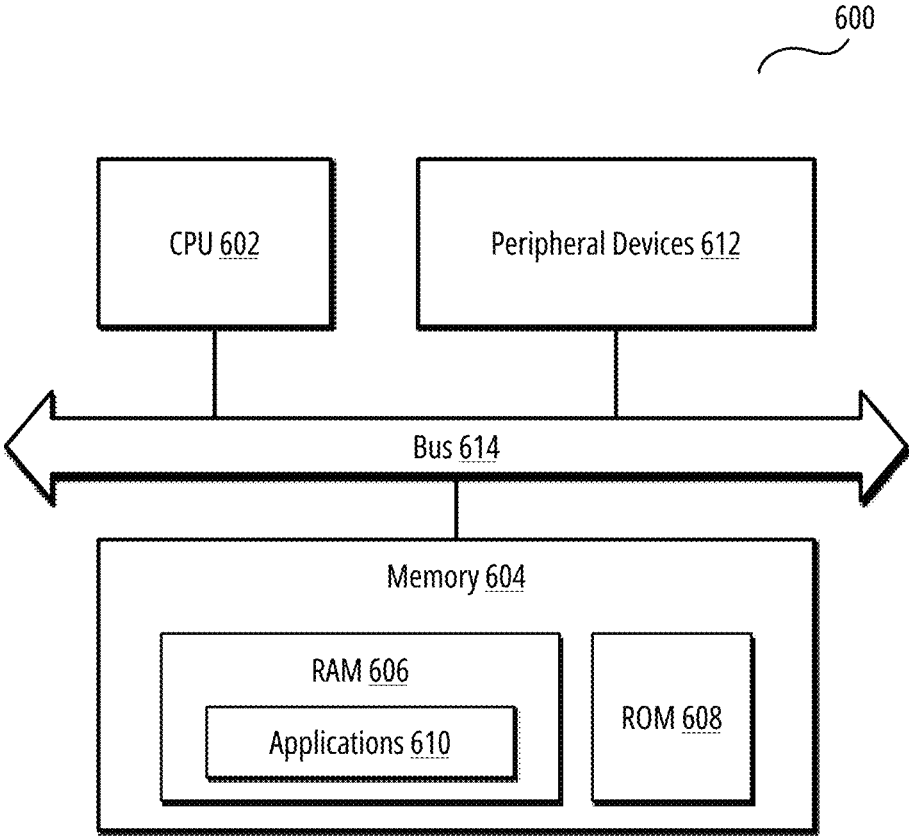 600
CPU 602
Peripheral Devices 612
Bus 614
Memory 604
RAM 606
Applications 610
ROM 608